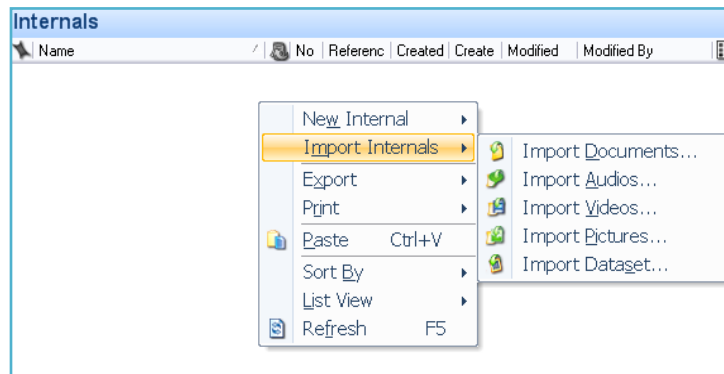 Internals
Name No Referenc Created Create Modified Modified By
New Internal
Import Internals
Import Documents...
Export
Import Audios...
Print
Import Videos...
Paste Ctrl+V
Import Pictures...
Sort By
Import Dataset...
List View
Refresh F5